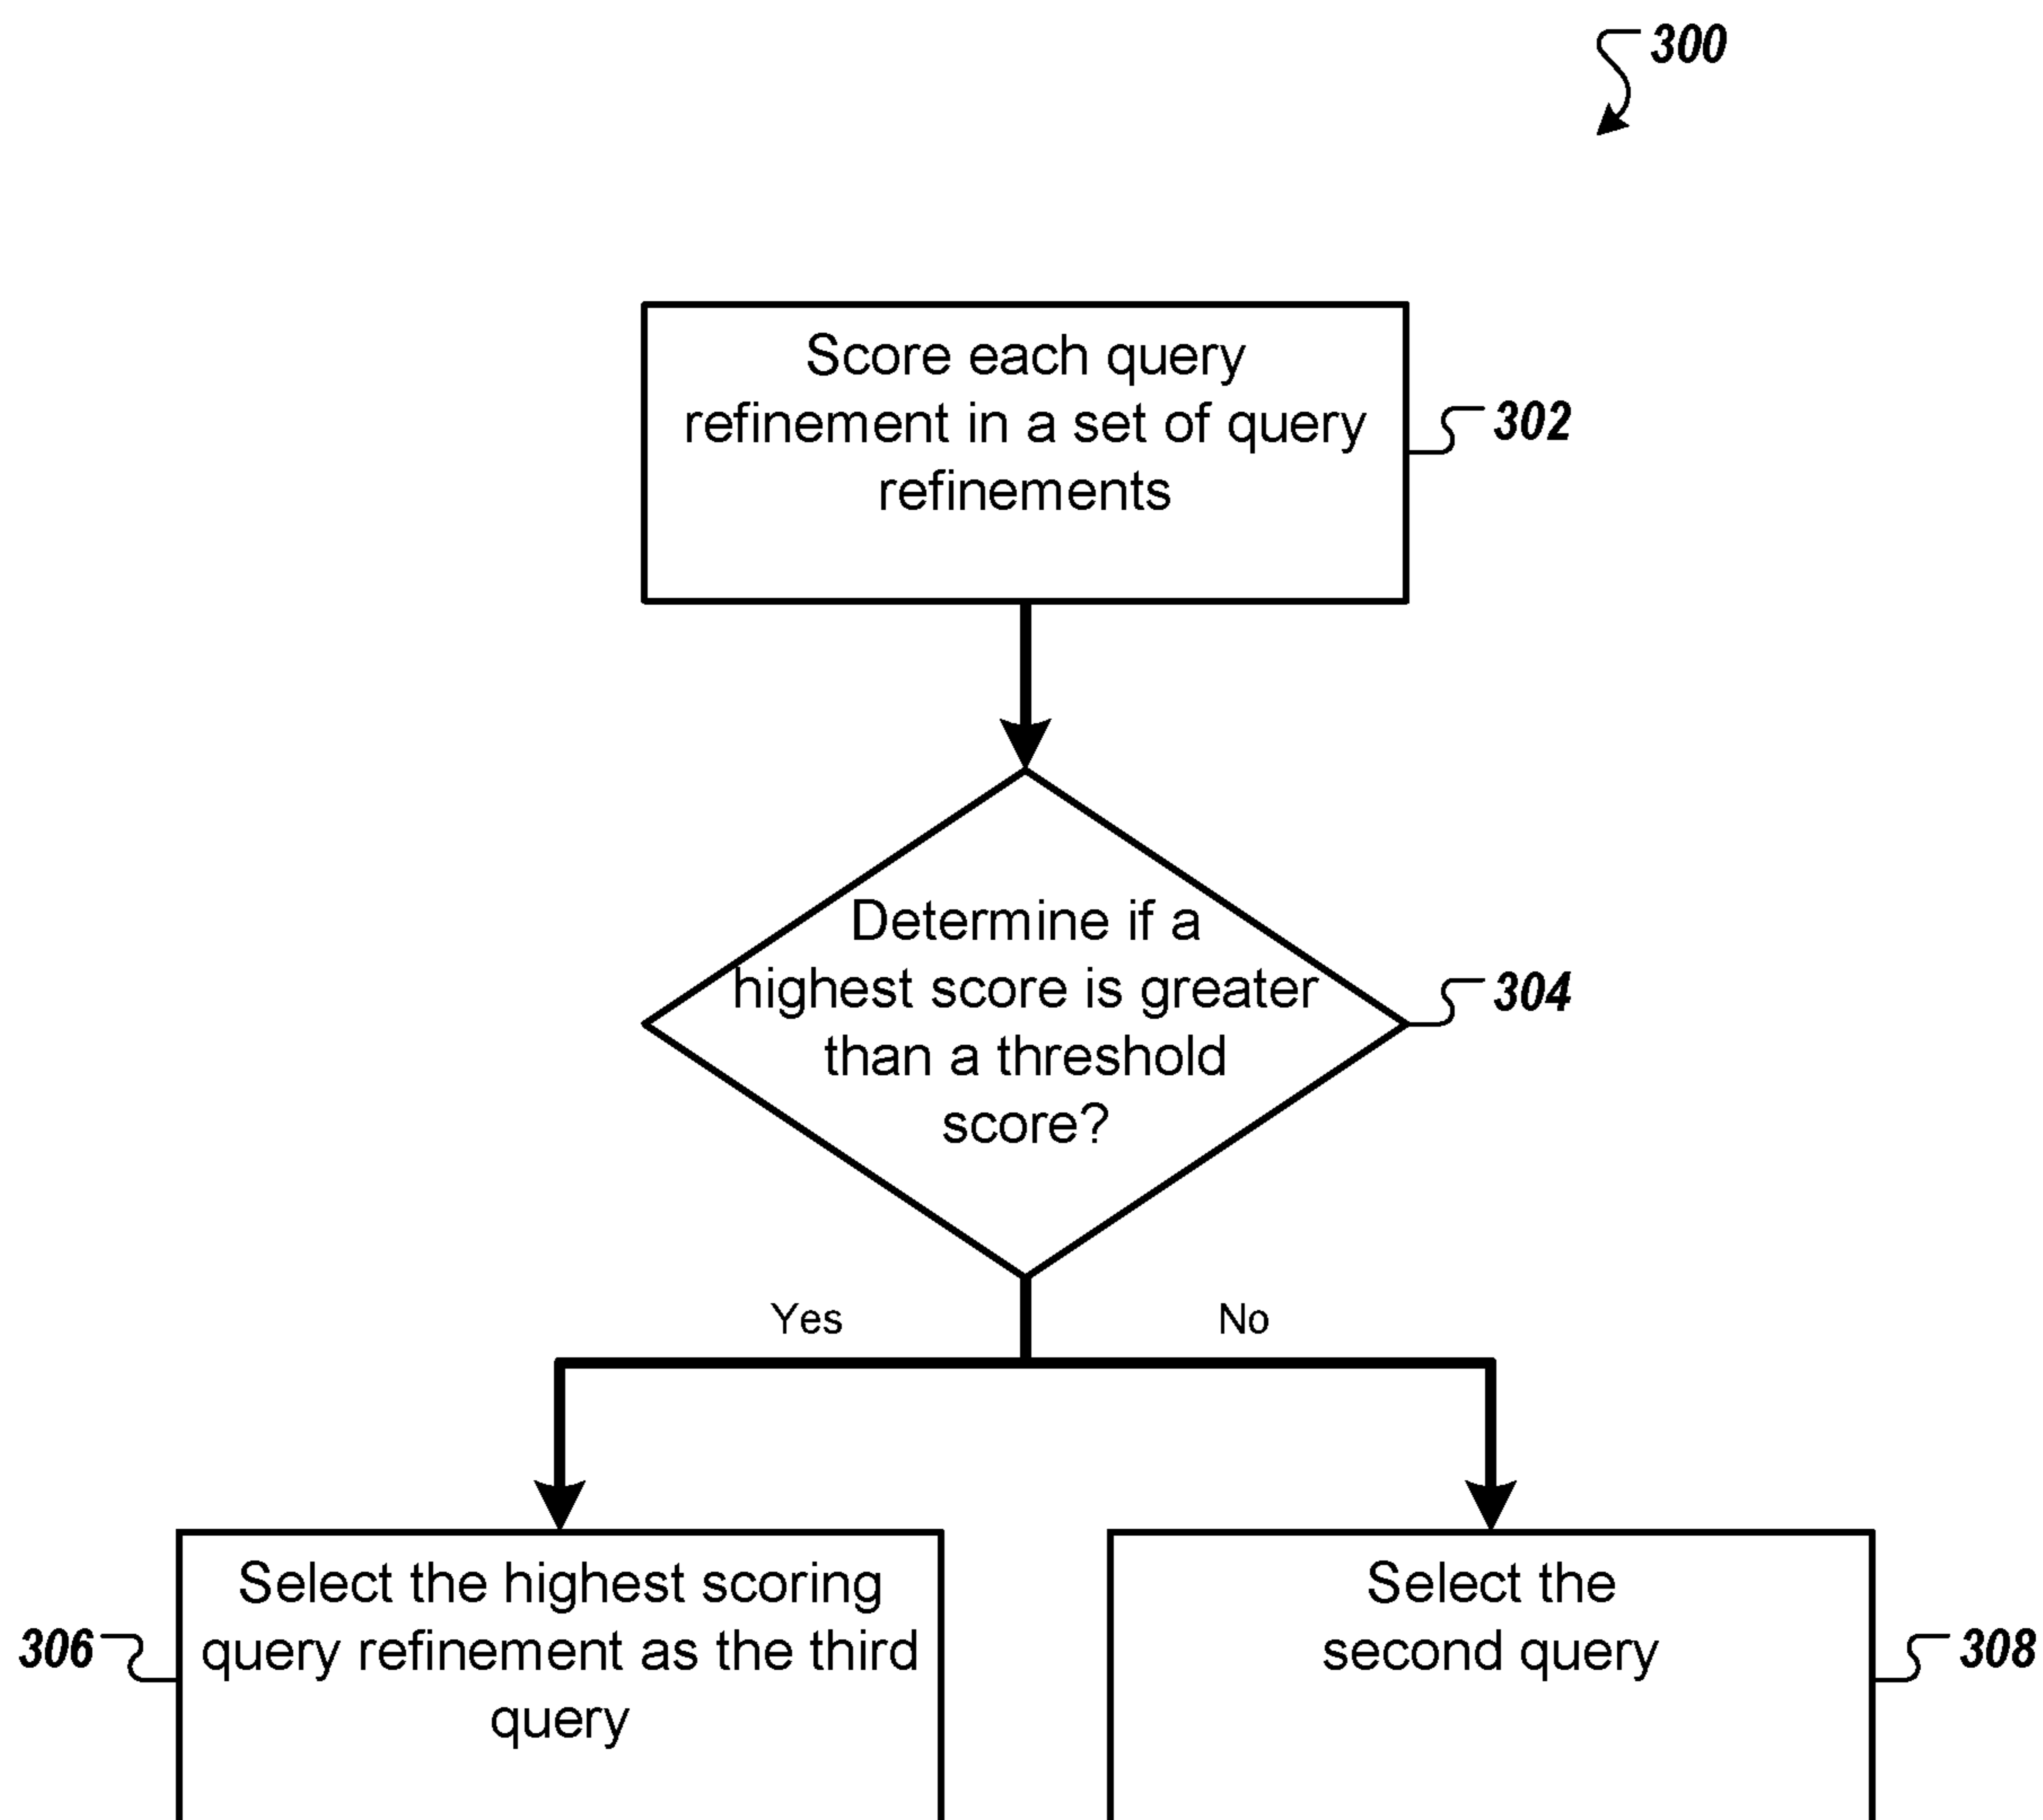 300
Score each query
refinement in a set of query
refinements
302
Determine if a
highest score is greater
than a threshold
score?
304
Yes
No
Select the highest scoring
query refinement as the third
query
306
Select the
second query
308